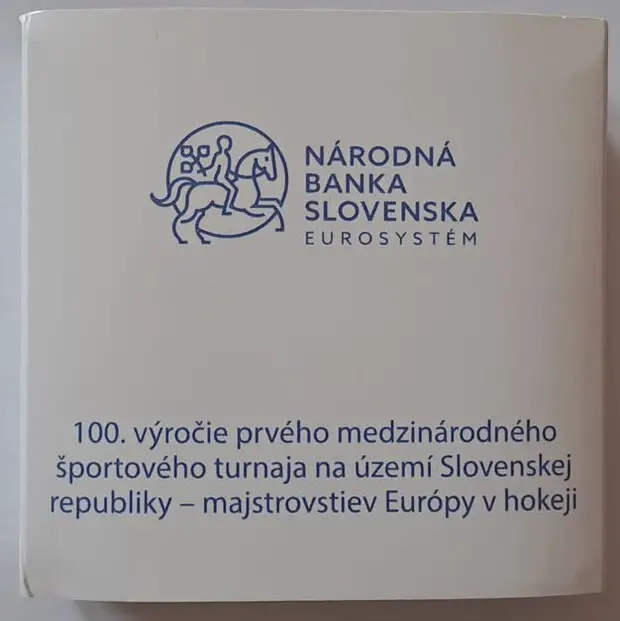 NÁRODNÁ
BANKA
SLOVENSKA
EUROSYSTÉM
100. výročie prvého medzinárodného
športového turnaja na území Slovenskej
republiky – majstrovstiev Európy v hokeji